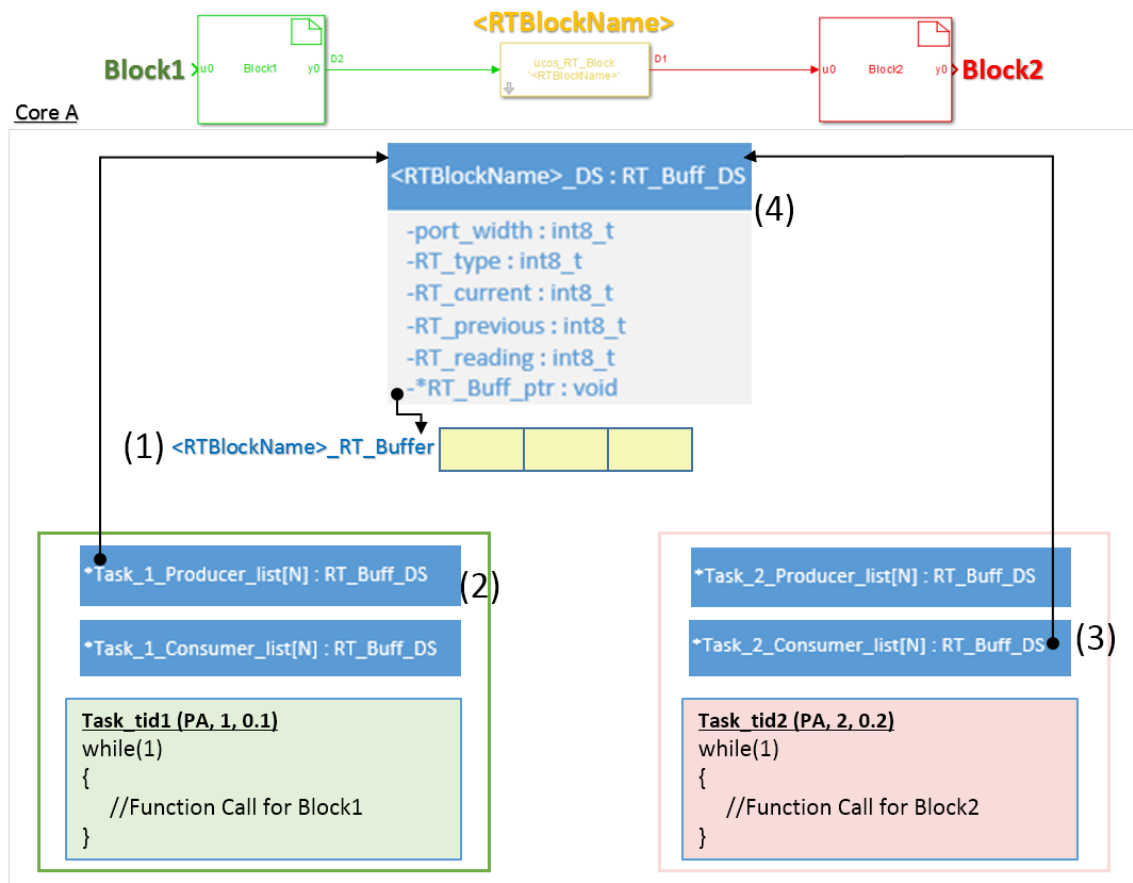 <RTBlockName>
Block1
u0
Block1
y0
D2
ucos_RT_Block
'<RTBlockName>'
D1
u0
Block2
y0
Block2
Core A
<RTBlockName>_DS : RT_Buff_DS
(4)
-port_width : int8_t
-RT_type : int8_t
-RT_current : int8_t
-RT_previous : int8_t
-RT_reading : int8_t
-*RT_Buff_ptr : void
(1) <RTBlockName>_RT_Buffer
*Task_1_Producer_list[N] : RT_Buff_DS
(2)
*Task_1_Consumer_list[N] : RT_Buff_DS
Task_tid1 (PA, 1, 0.1)
while(1)
{
//Function Call for Block1
}
*Task_2_Producer_list[N] : RT_Buff_DS
*Task_2_Consumer_list[N] : RT_Buff_DS
(3)
Task_tid2 (PA, 2, 0.2)
while(1)
{
//Function Call for Block2
}